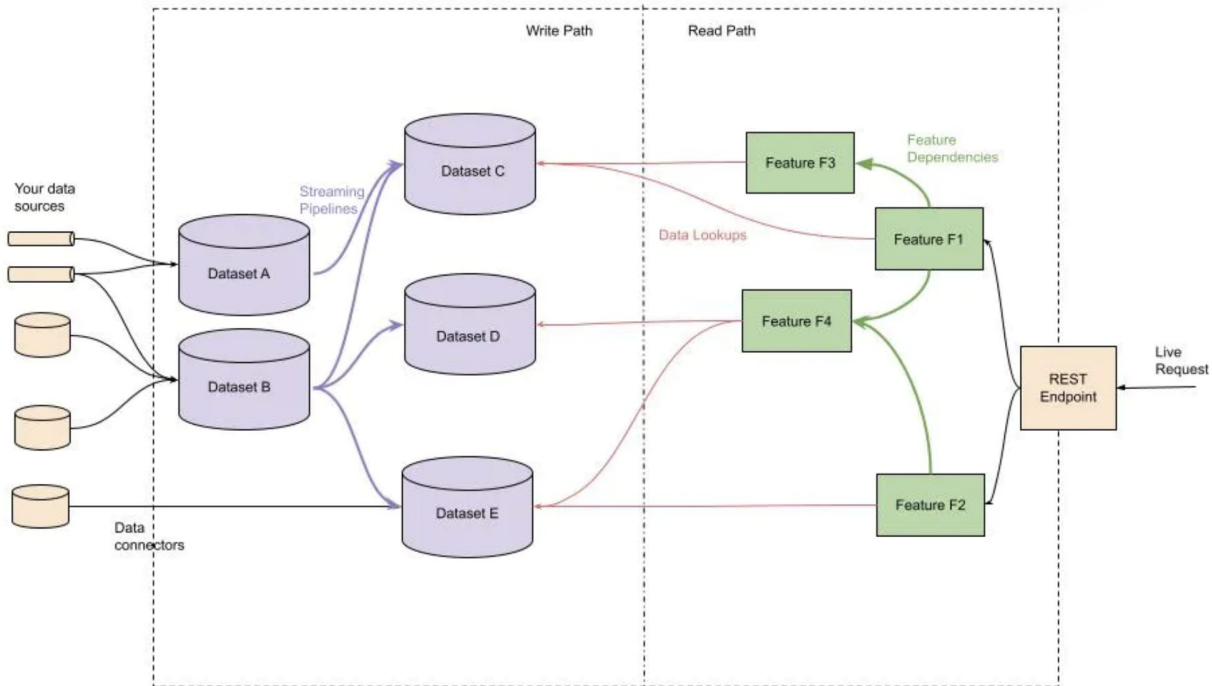 Write Path
Read Path
Dataset C
Feature F3
Feature
Dependencies
Your data
sources
Streaming
Pipelines
Data Lookups
Feature F1
Dataset A
Dataset D
Feature F4
Dataset B
REST
Endpoint
Live
Request
Dataset E
Feature F2
Data
connectors